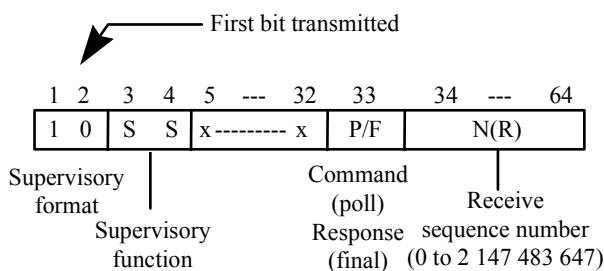 First bit transmitted
1 2 3 4 5 --- 32 33 34 --- 64
1 0 S S x --------- x P/F N(R)
Supervisory
format
Supervisory
function
Command
(poll)
Response
(final)
Receive
sequence number
(0 to 2 147 483 647)